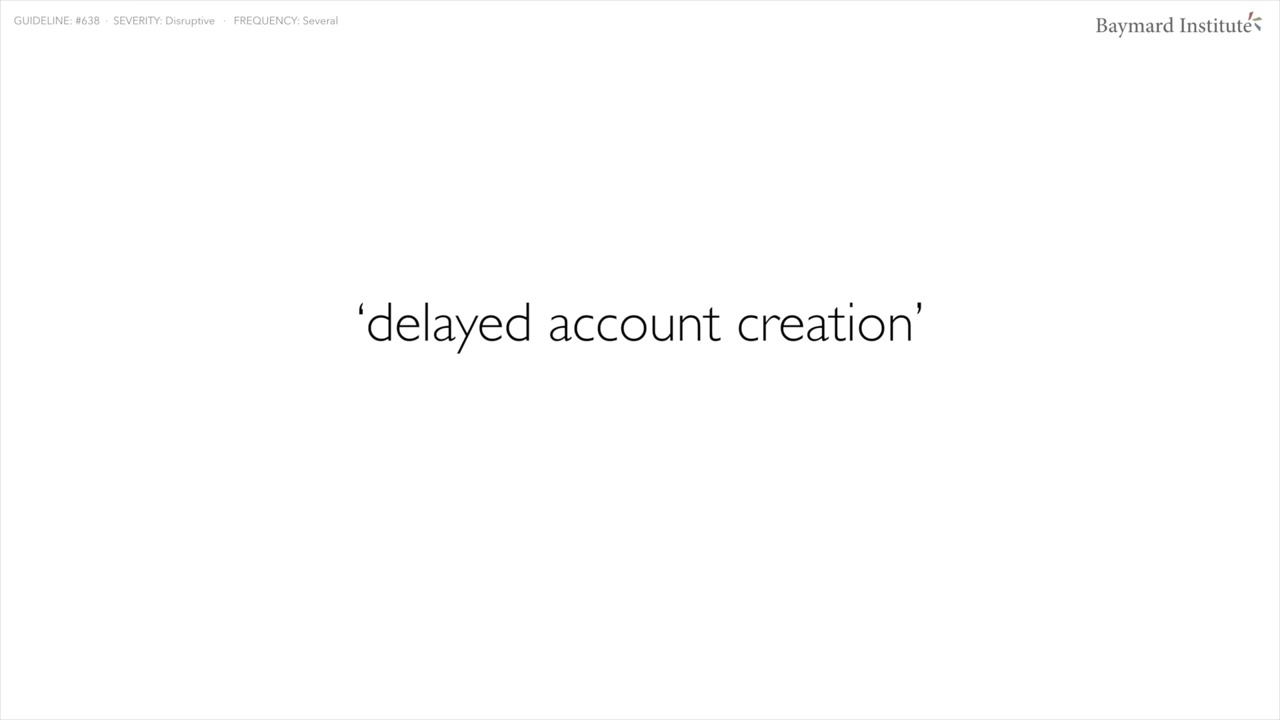 GUIDELINE: #638 · SEVERITY: Disruptive · FREQUENCY: Several
Baymard Institute
‘delayed account creation’